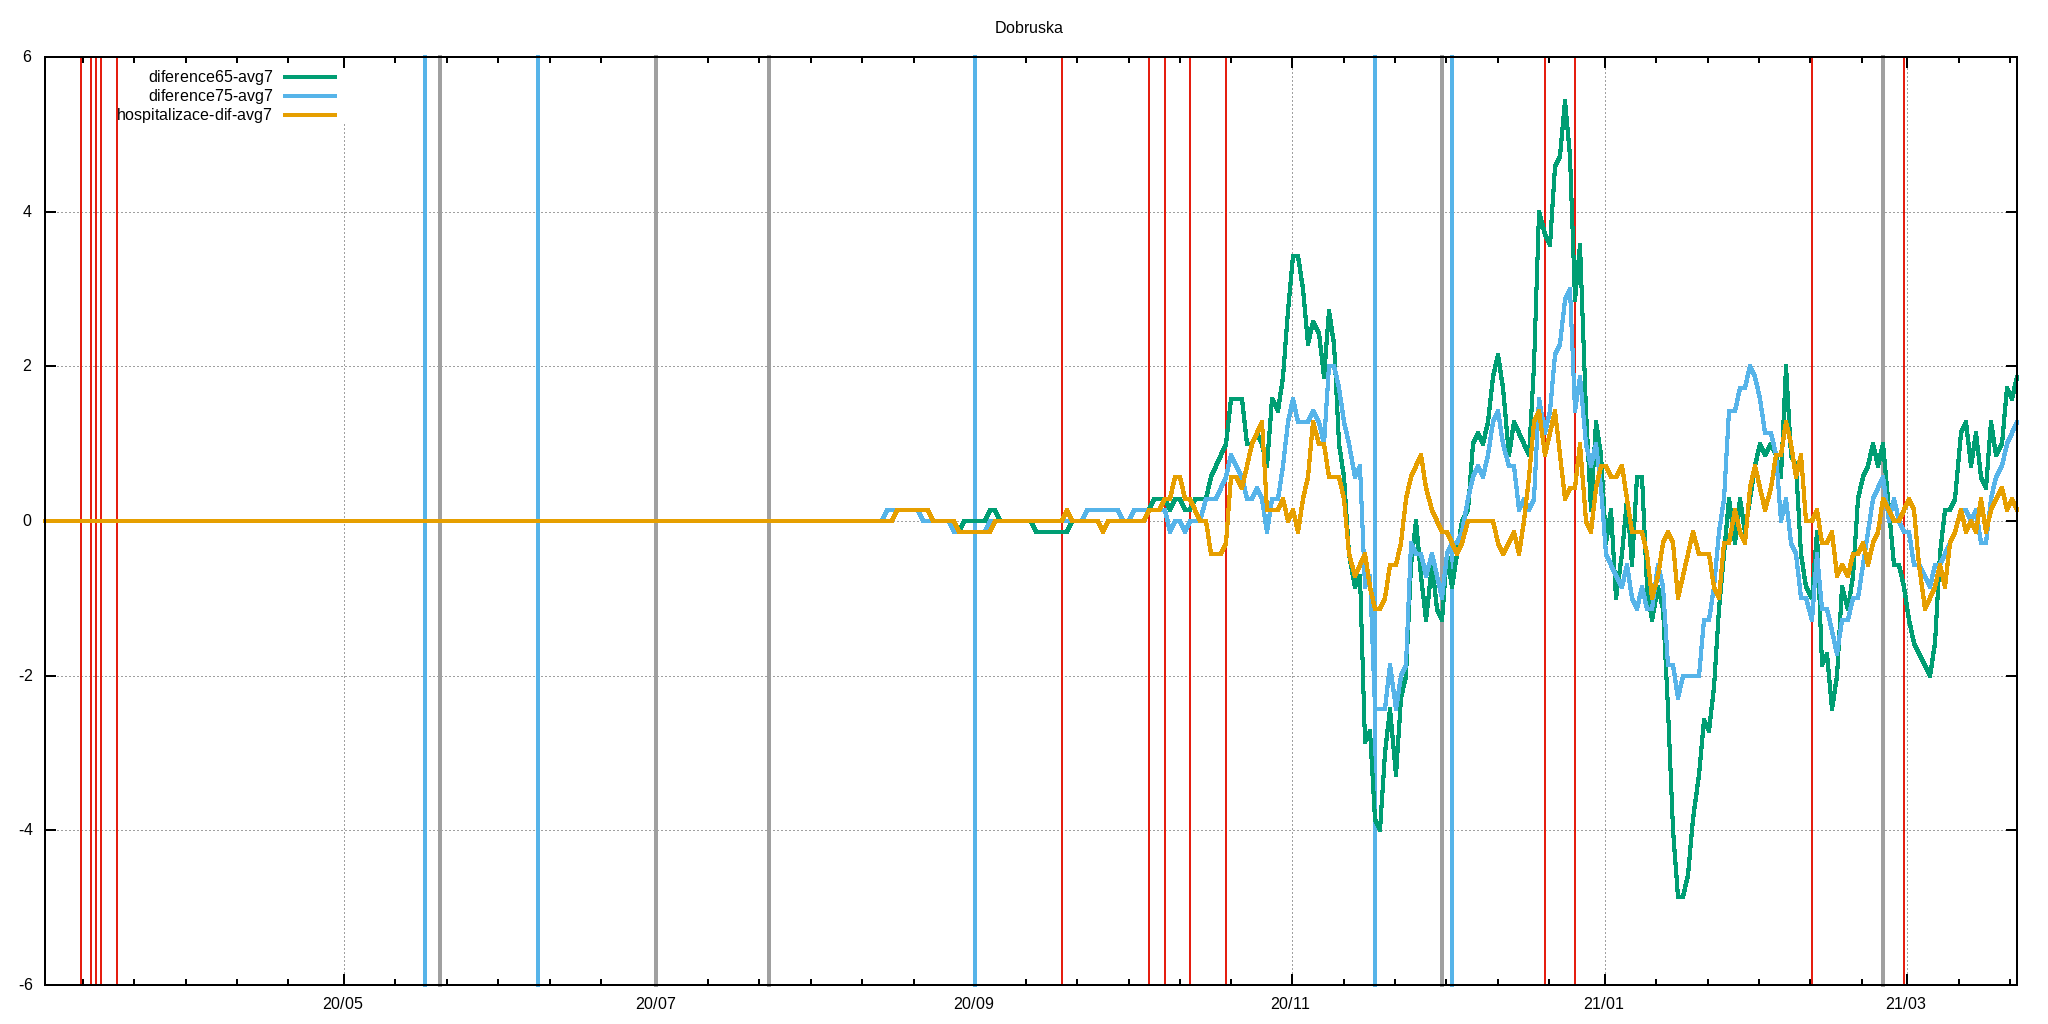 Dobruska
6
diference65-avg7
diference75-avg7
hospitalizace-dif-avg7
4
2
0
-2
-4
-6
20/05 20/07 20/09 20/11 21/01 21/03